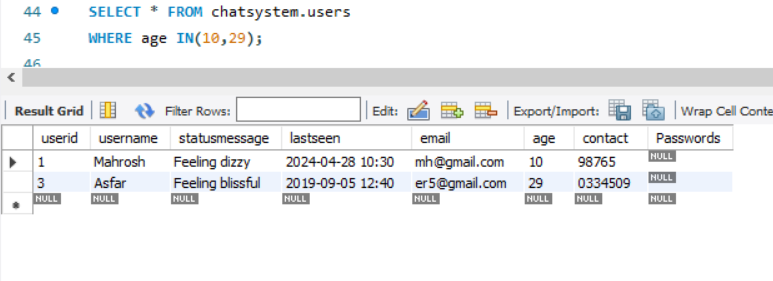 44 SELECT * FROM chatsystem.users
45 WHERE age IN(10,29);
46
Result Grid Filter Rows: Edit: Export/Import: Wrap Cell Conte
userid username statusmessage lastseen email age contact Passwords
1 Mahrosh Feeling dizzy 2024-04-28 10:30 mh@gmail.com 10 98765 NULL
3 Asfar Feeling blissful 2019-09-05 12:40 er5@gmail.com 29 0334509 NULL
NULL NULL NULL NULL NULL NULL NULL NULL